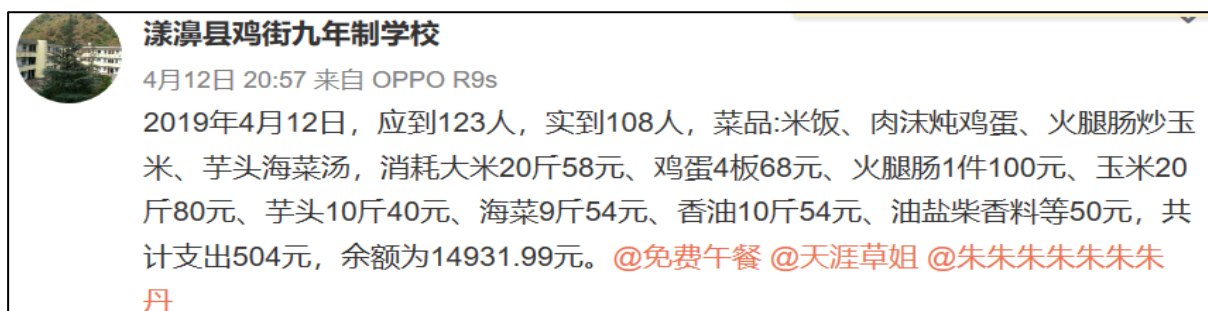 漾濞县鸡街九年制学校
4月12日 20:57 来自 OPPO R9s
2019年4月12日，应到123人，实到108人，菜品:米饭、肉沫炖鸡蛋、火腿肠炒玉
米、芋头海菜汤，消耗大米20斤58元、鸡蛋4板68元、火腿肠1件100元、玉米20
斤80元、芋头10斤40元、海菜9斤54元、香油10斤54元、油盐柴香料等50元，共
计支出504元，余额为14931.99元。@免费午餐 @天涯草姐 @朱朱朱朱朱朱朱
丹